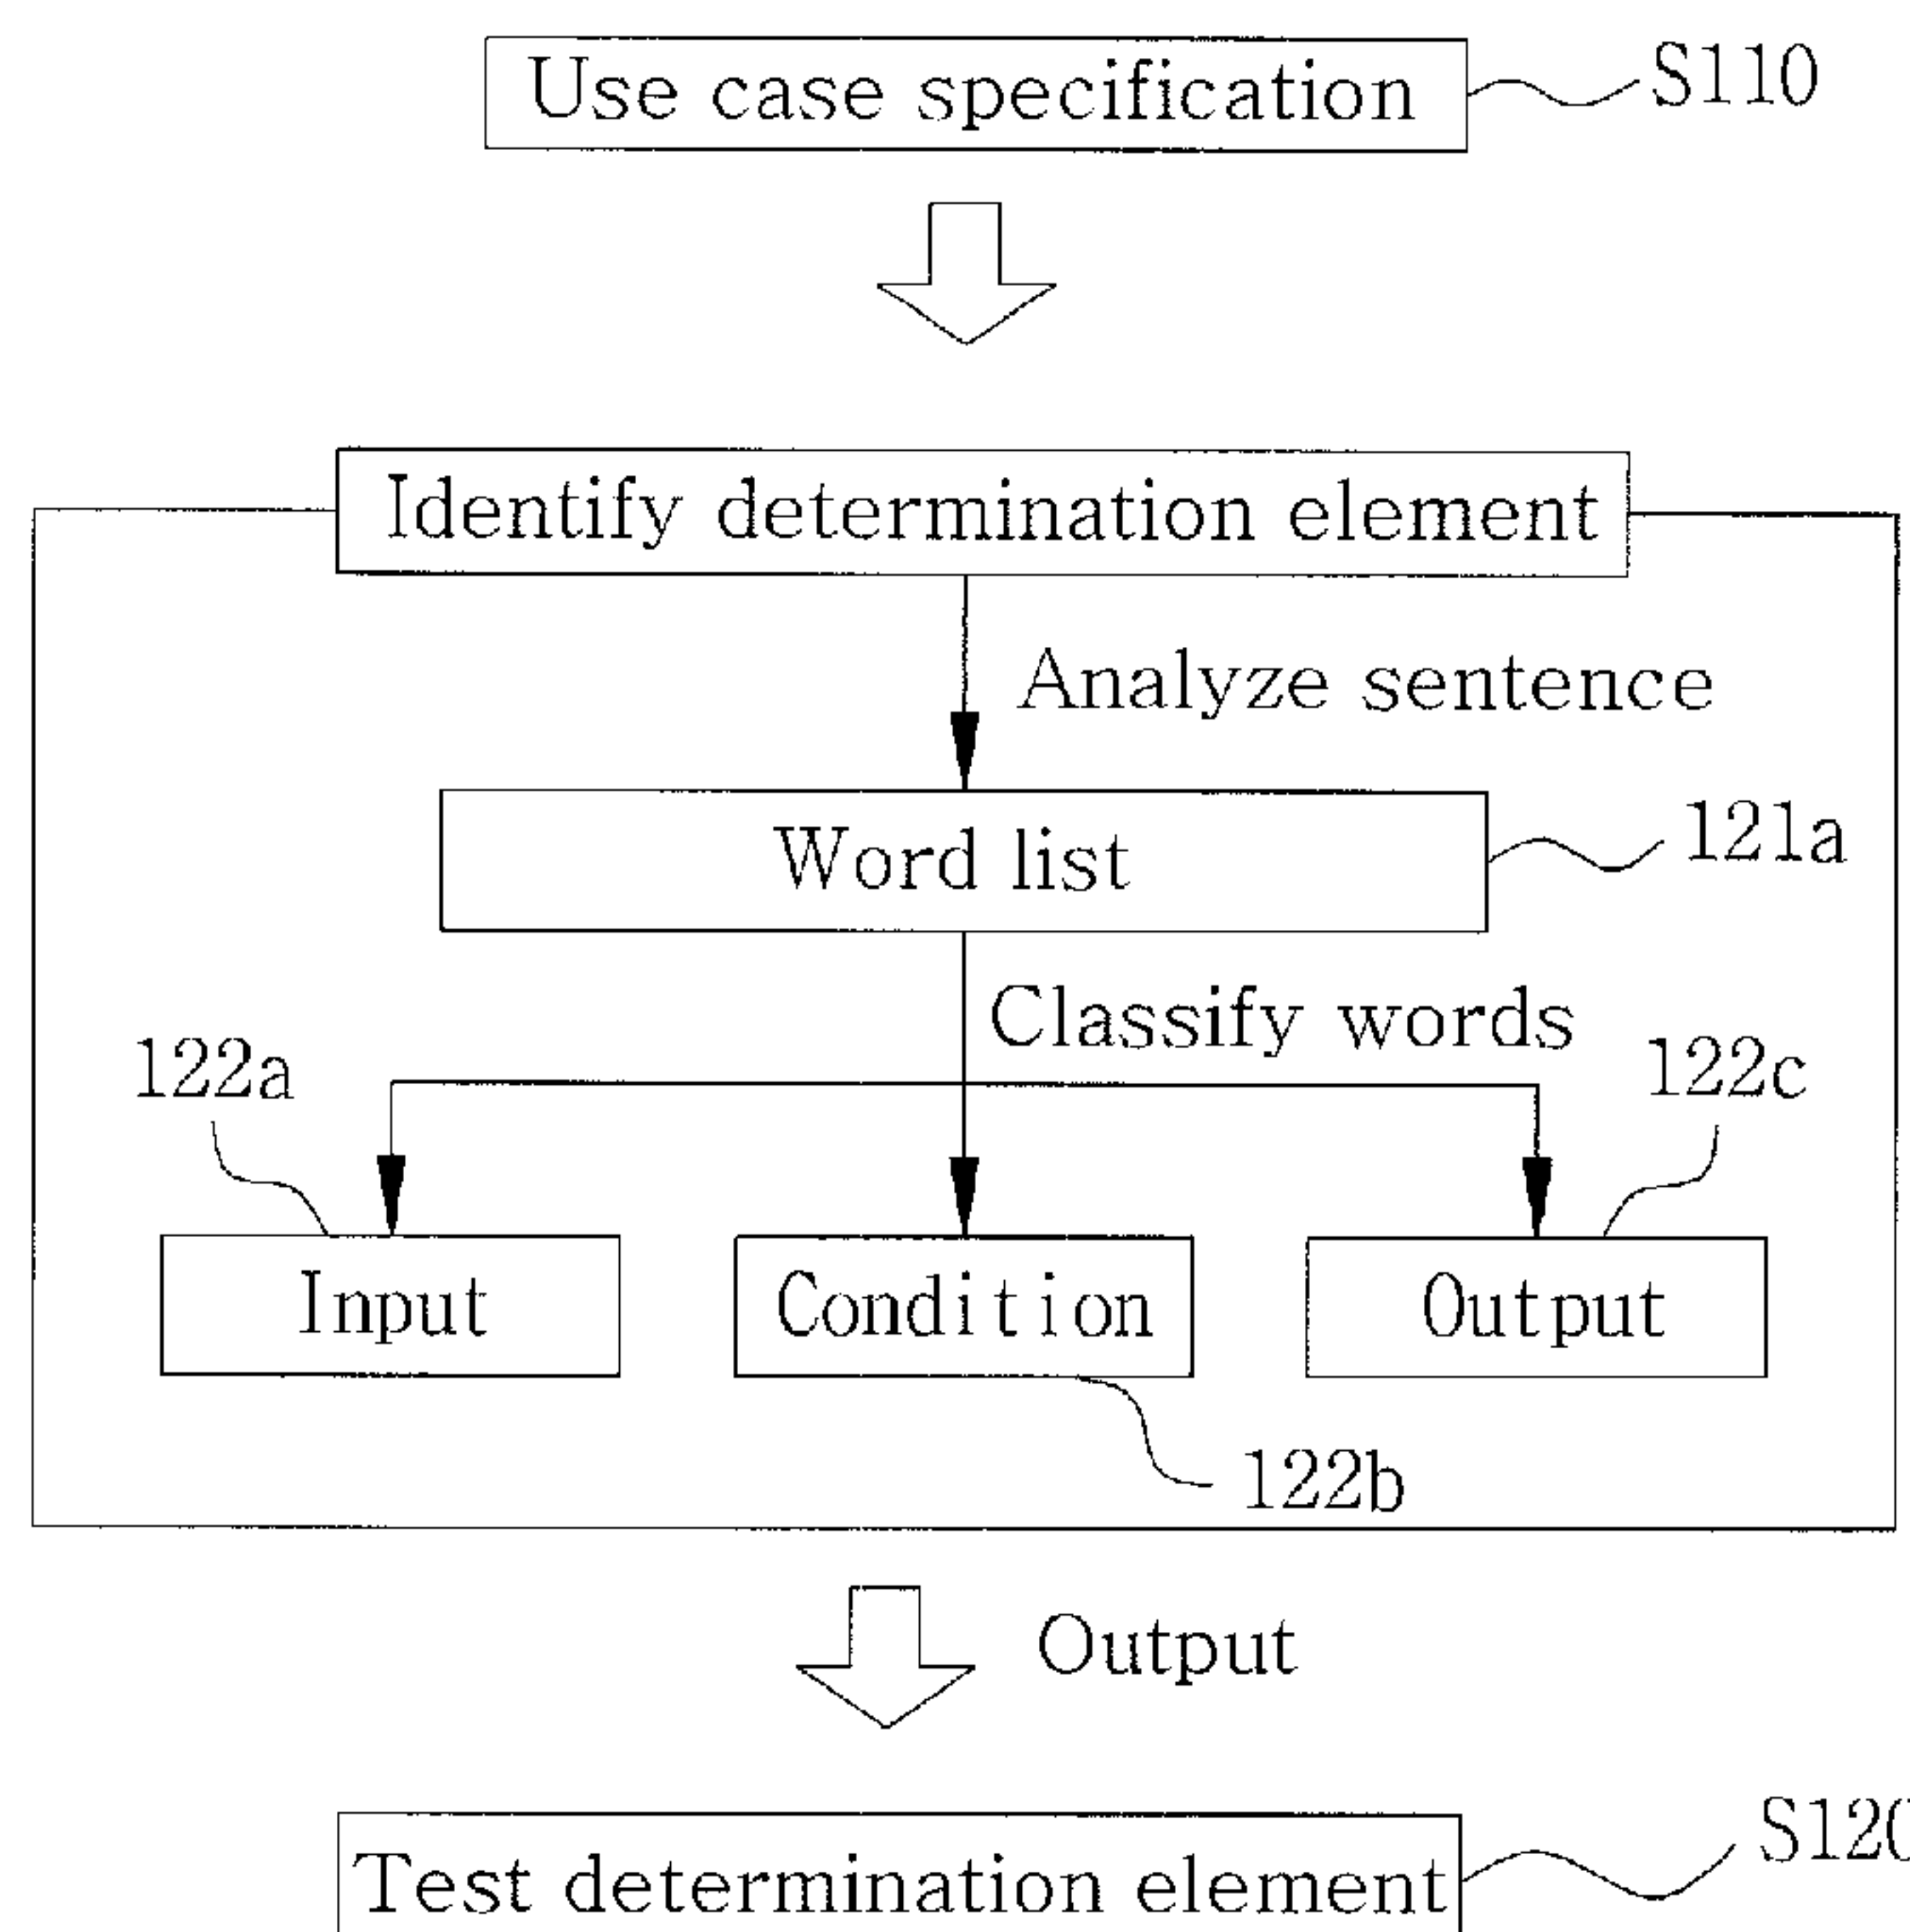 Use case specification
S110
Identify determination element
Analyze sentence
Word list
121a
Classify words
122a
122c
Input
Condition
Output
122b
Output
S120
Test determination element